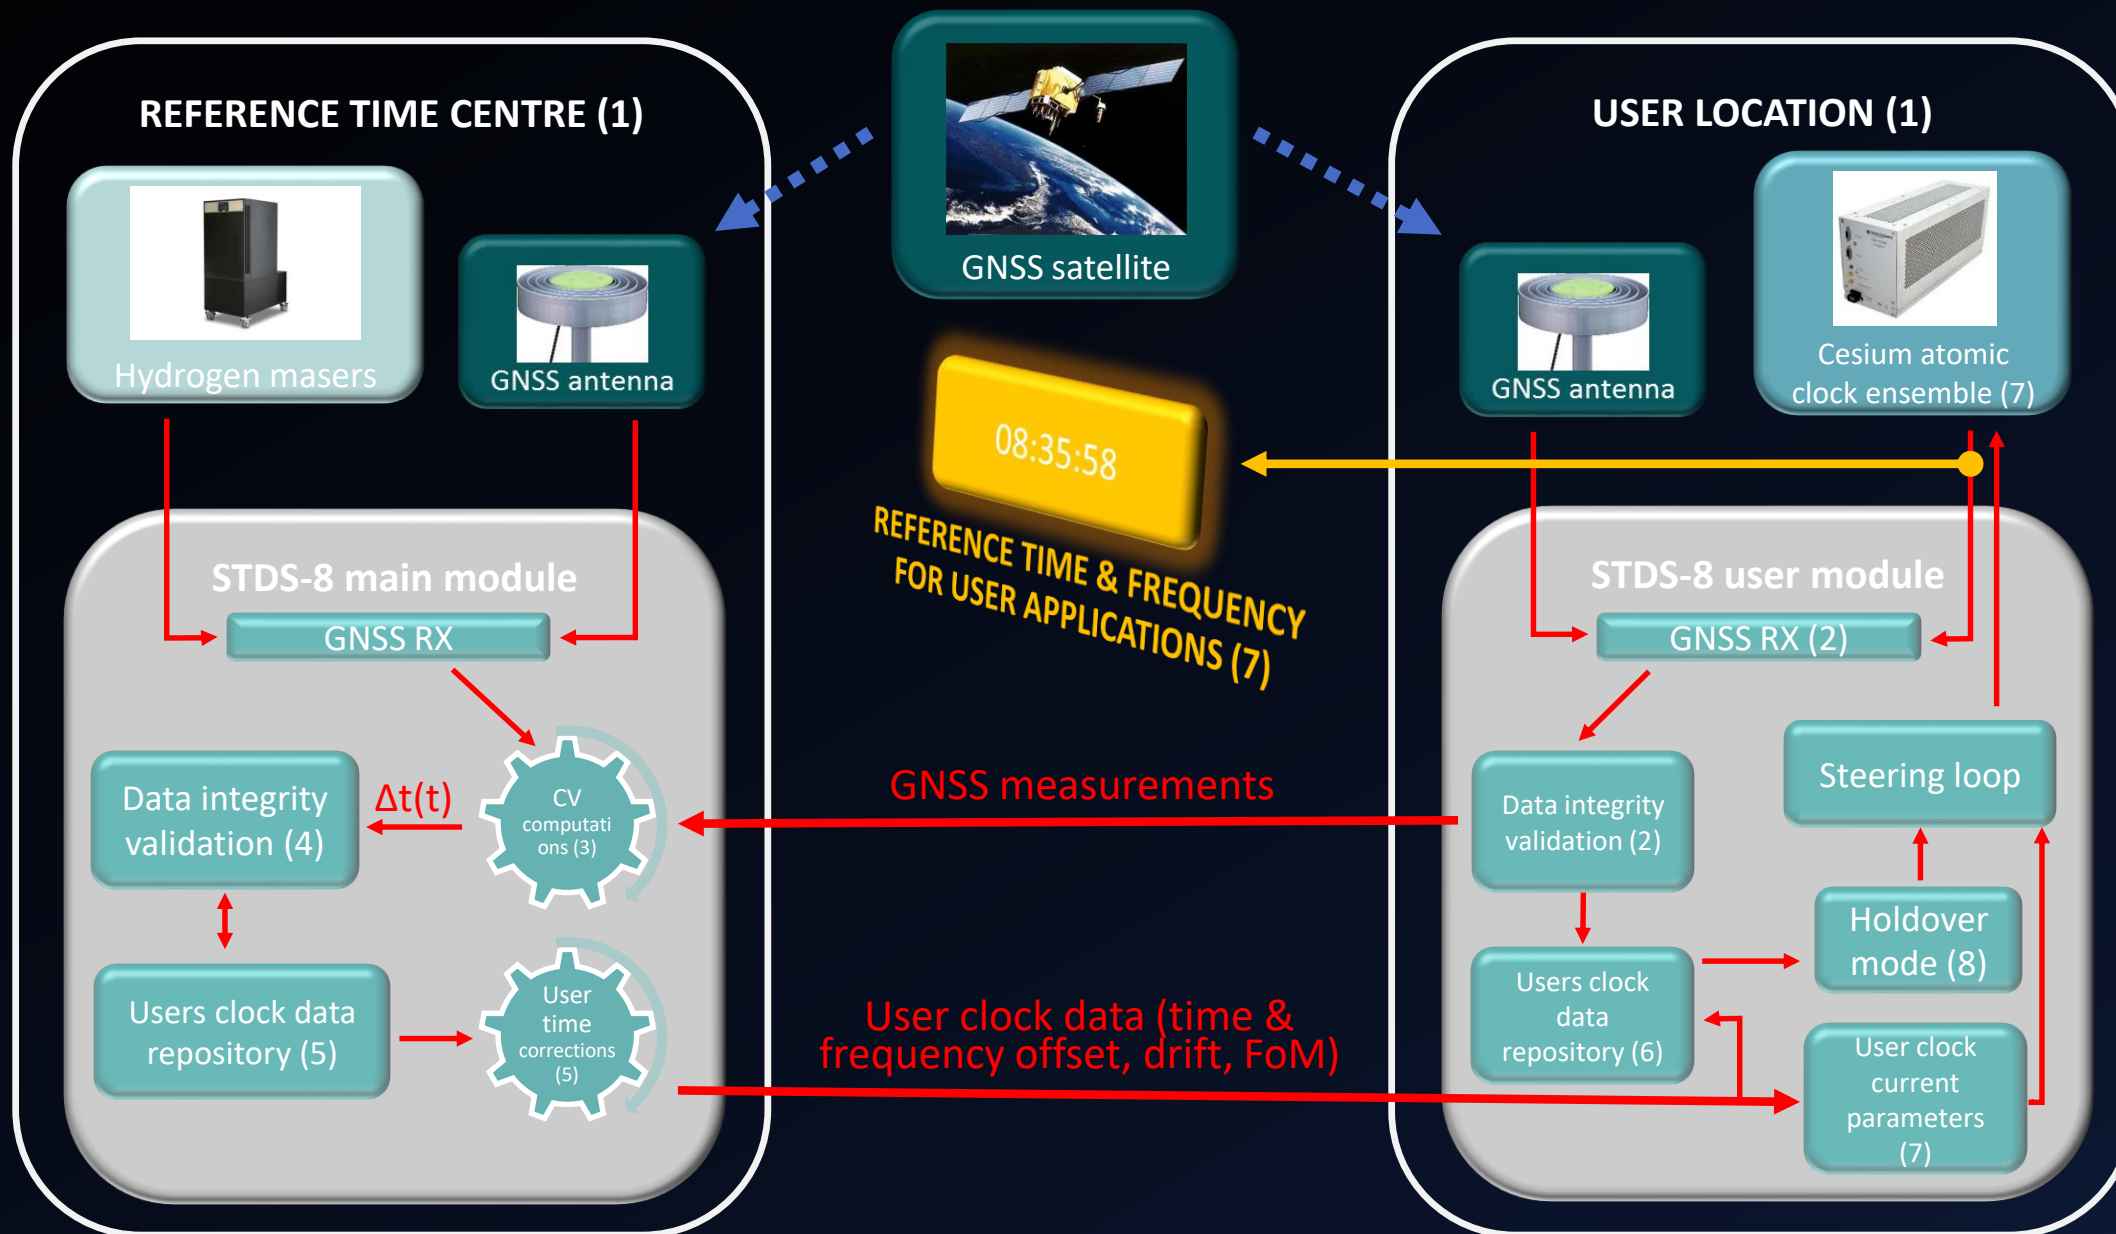 REFERENCE TIME CENTRE (1)
Hydrogen masers
GNSS antenna
STDS-8 main module
GNSS RX
CV
computati
ons (3)
Δt(t)
Data integrity
validation (4)
Users clock data
repository (5)
User
time
corrections
(5)
GNSS satellite
08:35:58
REFERENCE TIME & FREQUENCY
FOR USER APPLICATIONS (7)
GNSS measurements
User clock data (time &
frequency offset, drift, FoM)
USER LOCATION (1)
GNSS antenna
Cesium atomic
clock ensemble (7)
STDS-8 user module
GNSS RX (2)
Data integrity
validation (2)
Steering loop
Holdover
mode (8)
Users clock
data
repository (6)
User clock
current
parameters
(7)